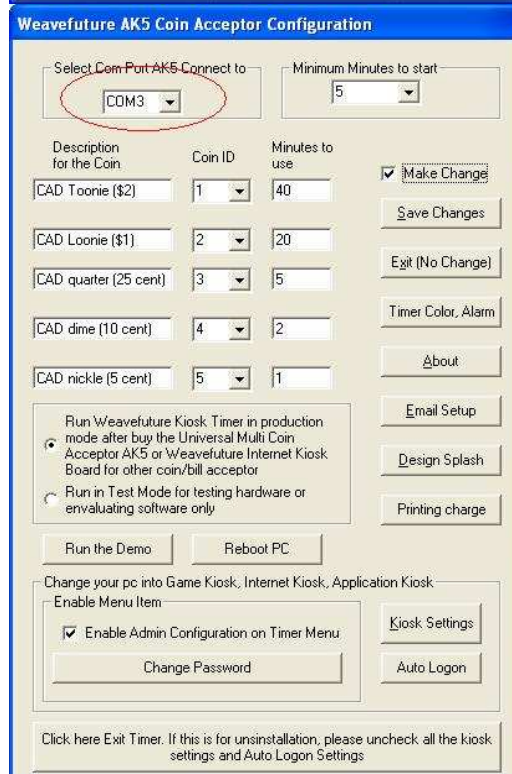 Weavefuture AK5 Coin Acceptor Configuration
Select Com Port AK5 Connect to
Minimum Minutes to start
COM3
5
Description
for the Coin
Coin ID
Minutes to
use
Make Change
CAD Toonie ($2)
1
40
Save Changes
CAD Loonie ($1)
2
20
Exit (No Change)
CAD quarter (25 cent)
3
5
Timer Color, Alarm
CAD dime (10 cent)
4
2
About
CAD nickle (5 cent)
5
1
Email Setup
Run Weavefuture Kiosk Timer in production
mode after buy the Universal Multi Coin
Acceptor AK5 or Weavefuture Internet Kiosk
Board for other coin/bill acceptor
Design Splash
Run in Test Mode for testing hardware or
envaluating software only
Printing charge
Run the Demo
Reboot PC
Change your pc into Game Kiosk, Internet Kiosk, Application Kiosk
Enable Menu Item
Enable Admin Configuration on Timer Menu
Kiosk Settings
Change Password
Auto Logon
Click here Exit Timer. If this is for unsinstallation, please uncheck all the kiosk
settings and Auto Logon Settings